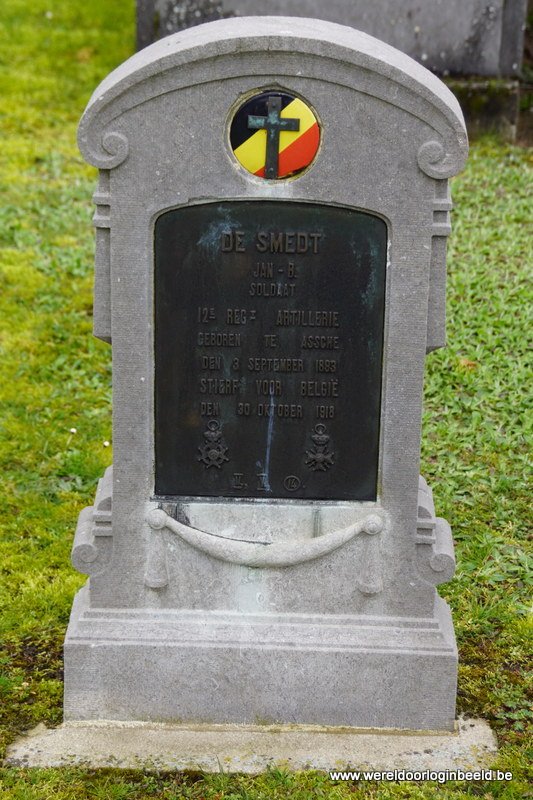 DE SMEDT
JAN - B.
SOLDAAT
12E REGT ARTILLERIE
GEBOREN TE ASSCHE
DEN 3 SEPTEMBER 1893
STIERF VOOR BELGIË
DEN 30 OKTOBER 1918
www.wereldoorloginbeeld.be